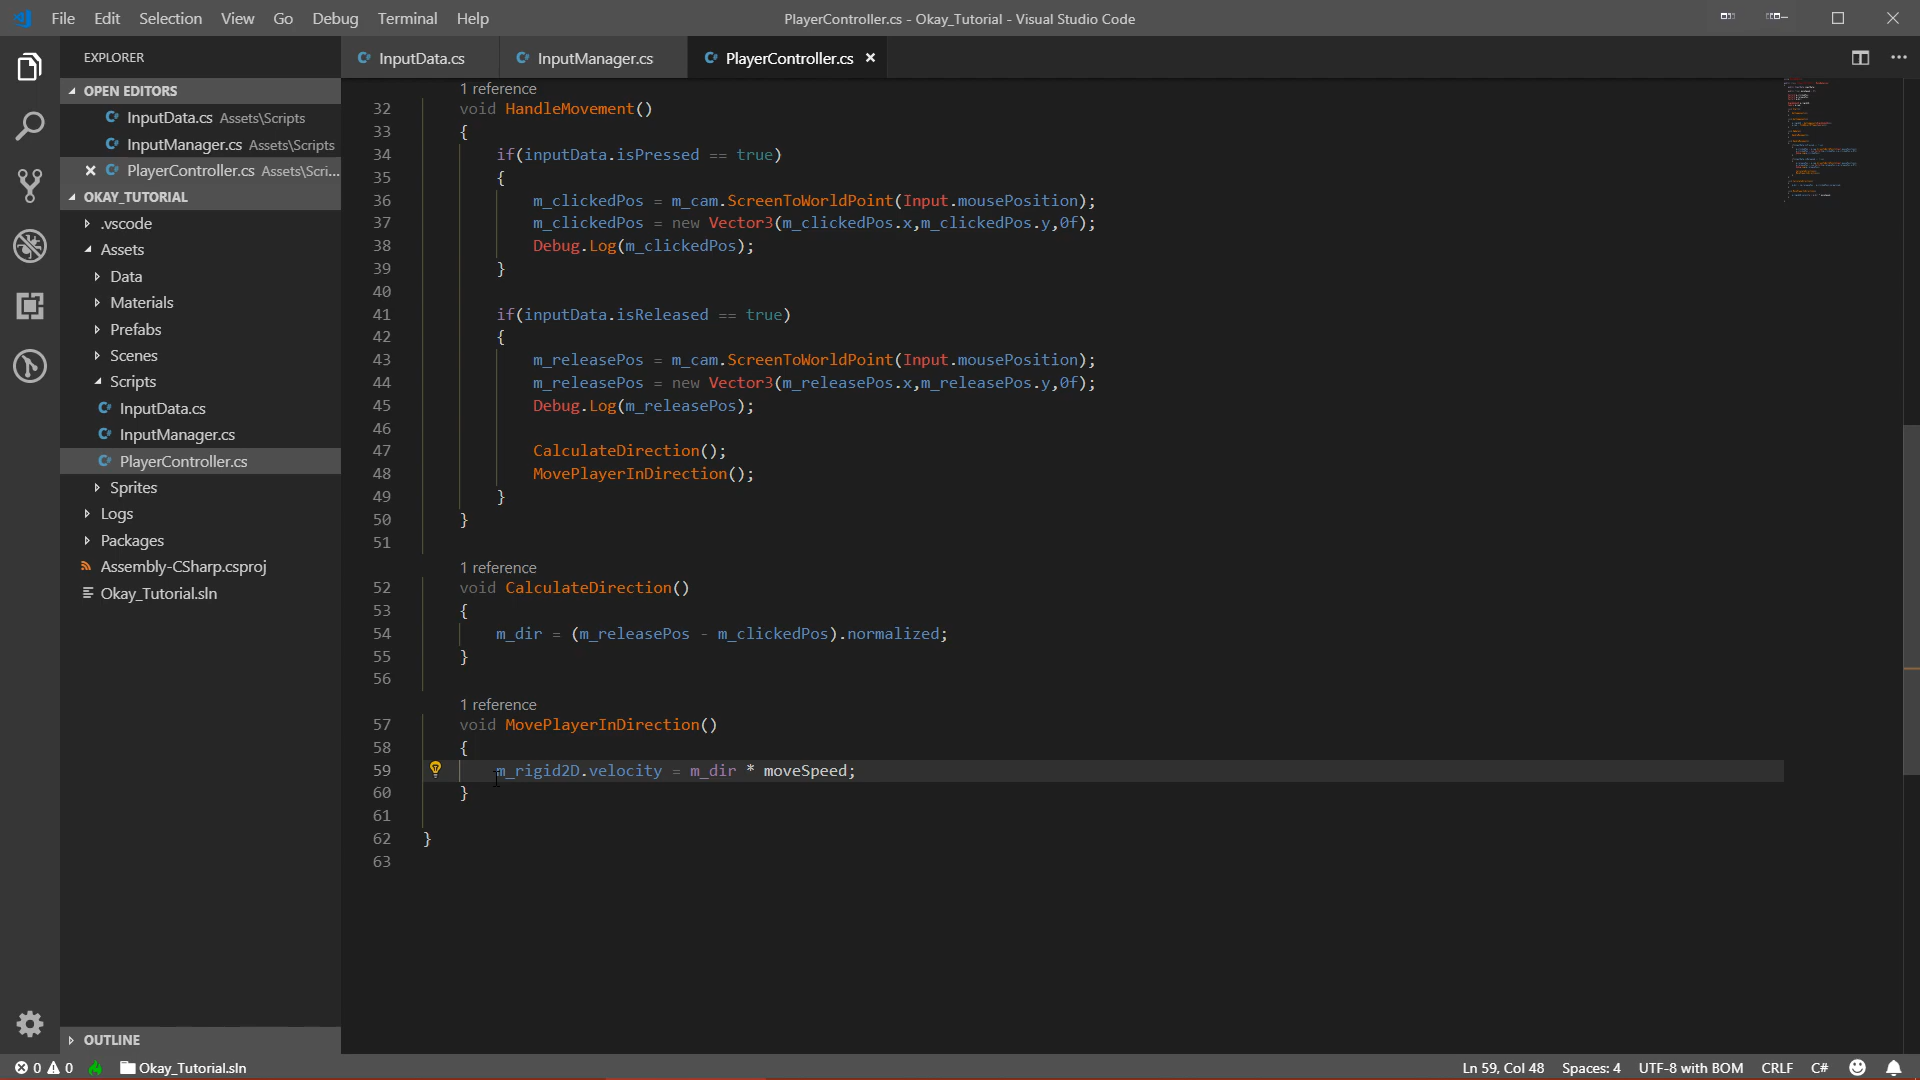 File Edit Selection View Go Debug Terminal Help
PlayerController.cs - Okay_Tutorial - Visual Studio Code
EXPLORER
OPEN EDITORS
InputData.cs Assets\Scripts
InputManager.cs Assets\Scripts
PlayerController.cs Assets\Scri...
OKAY_TUTORIAL
.vscode
Assets
Data
Materials
Prefabs
Scenes
Scripts
InputData.cs
InputManager.cs
PlayerController.cs
Sprites
Logs
Packages
Assembly-CSharp.csproj
Okay_Tutorial.sln
OUTLINE
InputData.cs InputManager.cs PlayerController.cs
1 reference
32 void HandleMovement()
33 {
34 if(inputData.isPressed == true)
35 {
36 m_clickedPos = m_cam.ScreenToWorldPoint(Input.mousePosition);
37 m_clickedPos = new Vector3(m_clickedPos.x,m_clickedPos.y,0f);
38 Debug.Log(m_clickedPos);
39 }
40
41 if(inputData.isReleased == true)
42 {
43 m_releasePos = m_cam.ScreenToWorldPoint(Input.mousePosition);
44 m_releasePos = new Vector3(m_releasePos.x,m_releasePos.y,0f);
45 Debug.Log(m_releasePos);
46
47 CalculateDirection();
48 MovePlayerInDirection();
49 }
50 }
51
1 reference
52 void CalculateDirection()
53 {
54 m_dir = (m_releasePos - m_clickedPos).normalized;
55 }
56
1 reference
57 void MovePlayerInDirection()
58 {
59 m_rigid2D.velocity = m_dir * moveSpeed;
60 }
61
62 }
63
0 0 Okay_Tutorial.sln
Ln 59, Col 48 Spaces: 4 UTF-8 with BOM CRLF C#